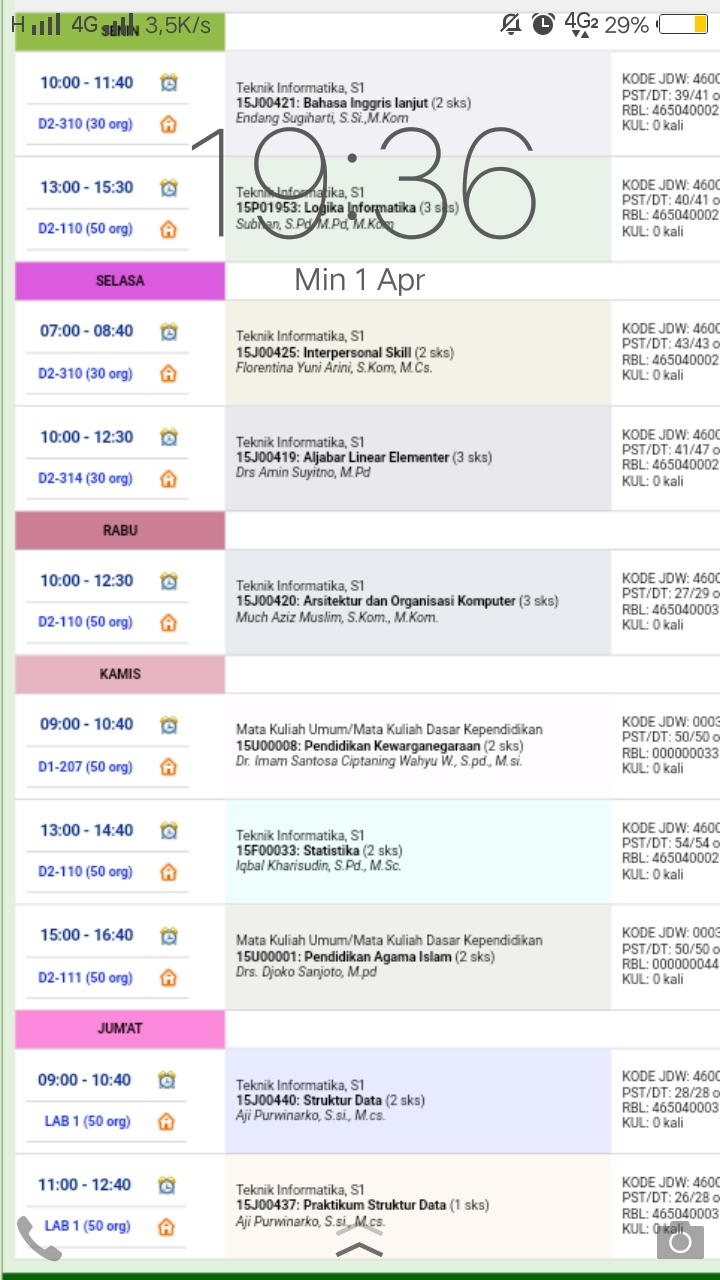 H 4G 3,5K/s 4G2 29%
SENIN
10:00 - 11:40
D2-310 (30 org)
Teknik Informatika, S1
15J00421: Bahasa Inggris lanjut (2 sks)
Endang Sugiharti, S.Si.,M.Kom
KODE JDW: 4600
PST/DT: 39/41 o
RBL: 465040002
KUL: 0 kali
19:36
13:00 - 15:30
D2-110 (50 org)
Teknik Informatika, S1
15P01953: Logika Informatika (3 sks)
Subhan, S.Pd, M.Pd, M.Kom
KODE JDW: 4600
PST/DT: 40/41 o
RBL: 465040002
KUL: 0 kali
Min 1 Apr
SELASA
07:00 - 08:40
D2-310 (30 org)
Teknik Informatika, S1
15J00425: Interpersonal Skill (2 sks)
Florentina Yuni Arini, S.Kom, M.Cs.
KODE JDW: 4600
PST/DT: 43/43 o
RBL: 465040002
KUL: 0 kali
10:00 - 12:30
D2-314 (30 org)
Teknik Informatika, S1
15J00419: Aljabar Linear Elementer (3 sks)
Drs Amin Suyitno, M.Pd
KODE JDW: 4600
PST/DT: 41/47 o
RBL: 465040002
KUL: 0 kali
RABU
10:00 - 12:30
D2-110 (50 org)
Teknik Informatika, S1
15J00420: Arsitektur dan Organisasi Komputer (3 sks)
Much Aziz Muslim, S.Kom., M.Kom.
KODE JDW: 4600
PST/DT: 27/29 o
RBL: 465040003
KUL: 0 kali
KAMIS
09:00 - 10:40
D1-207 (50 org)
Mata Kuliah Umum/Mata Kuliah Dasar Kependidikan
15U00008: Pendidikan Kewarganegaraan (2 sks)
Dr. Imam Santosa Ciptaning Wahyu W., S.pd., M.si.
KODE JDW: 0003
PST/DT: 50/50 o
RBL: 000000033
KUL: 0 kali
13:00 - 14:40
D2-110 (50 org)
Teknik Informatika, S1
15F00033: Statistika (2 sks)
Iqbal Kharisudin, S.Pd., M.Sc.
KODE JDW: 4600
PST/DT: 54/54 o
RBL: 465040002
KUL: 0 kali
15:00 - 16:40
D2-111 (50 org)
Mata Kuliah Umum/Mata Kuliah Dasar Kependidikan
15U00001: Pendidikan Agama Islam (2 sks)
Drs. Djoko Sanjoto, M.pd
KODE JDW: 0003
PST/DT: 50/50 o
RBL: 000000044
KUL: 0 kali
JUM'AT
09:00 - 10:40
LAB 1 (50 org)
Teknik Informatika, S1
15J00440: Struktur Data (2 sks)
Aji Purwinarko, S.si., M.cs.
KODE JDW: 4600
PST/DT: 28/28 o
RBL: 465040003
KUL: 0 kali
11:00 - 12:40
LAB 1 (50 org)
Teknik Informatika, S1
15J00437: Praktikum Struktur Data (1 sks)
Aji Purwinarko, S.si., M.cs.
KODE JDW: 4600
PST/DT: 26/28 o
RBL: 465040003
KUL: 0 kali